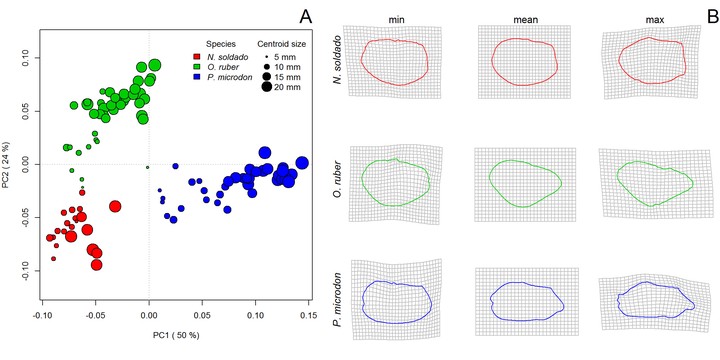 A
B
Species
N. soldado
O. ruber
P. microdon
Centroid size
5 mm
10 mm
15 mm
20 mm
PC2 ( 24 %)
0.10
0.05
0.00
-0.05
-0.10
-0.10
-0.05
0.00
0.05
0.10
0.15
PC1 ( 50 %)
min
mean
max
N. soldado
O. ruber
P. microdon